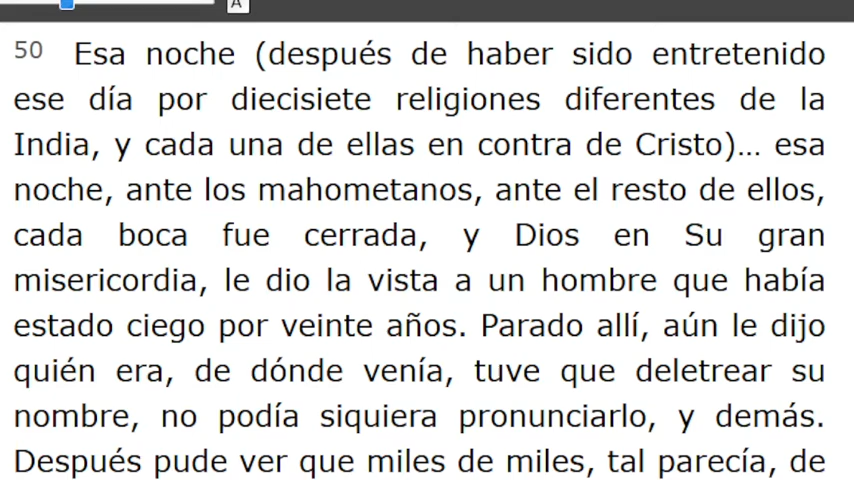 A
50 Esa noche (después de haber sido entretenido
ese día por diecisiete religiones diferentes de la
India, y cada una de ellas en contra de Cristo)... esa
noche, ante los mahometanos, ante el resto de ellos,
cada boca fue cerrada, y Dios en Su gran
misericordia, le dio la vista a un hombre que había
estado ciego por veinte años. Parado allí, aún le dijo
quién era, de dónde venía, tuve que deletrear su
nombre, no podía siquiera pronunciarlo, y demás.
Después pude ver que miles de miles, tal parecía, de